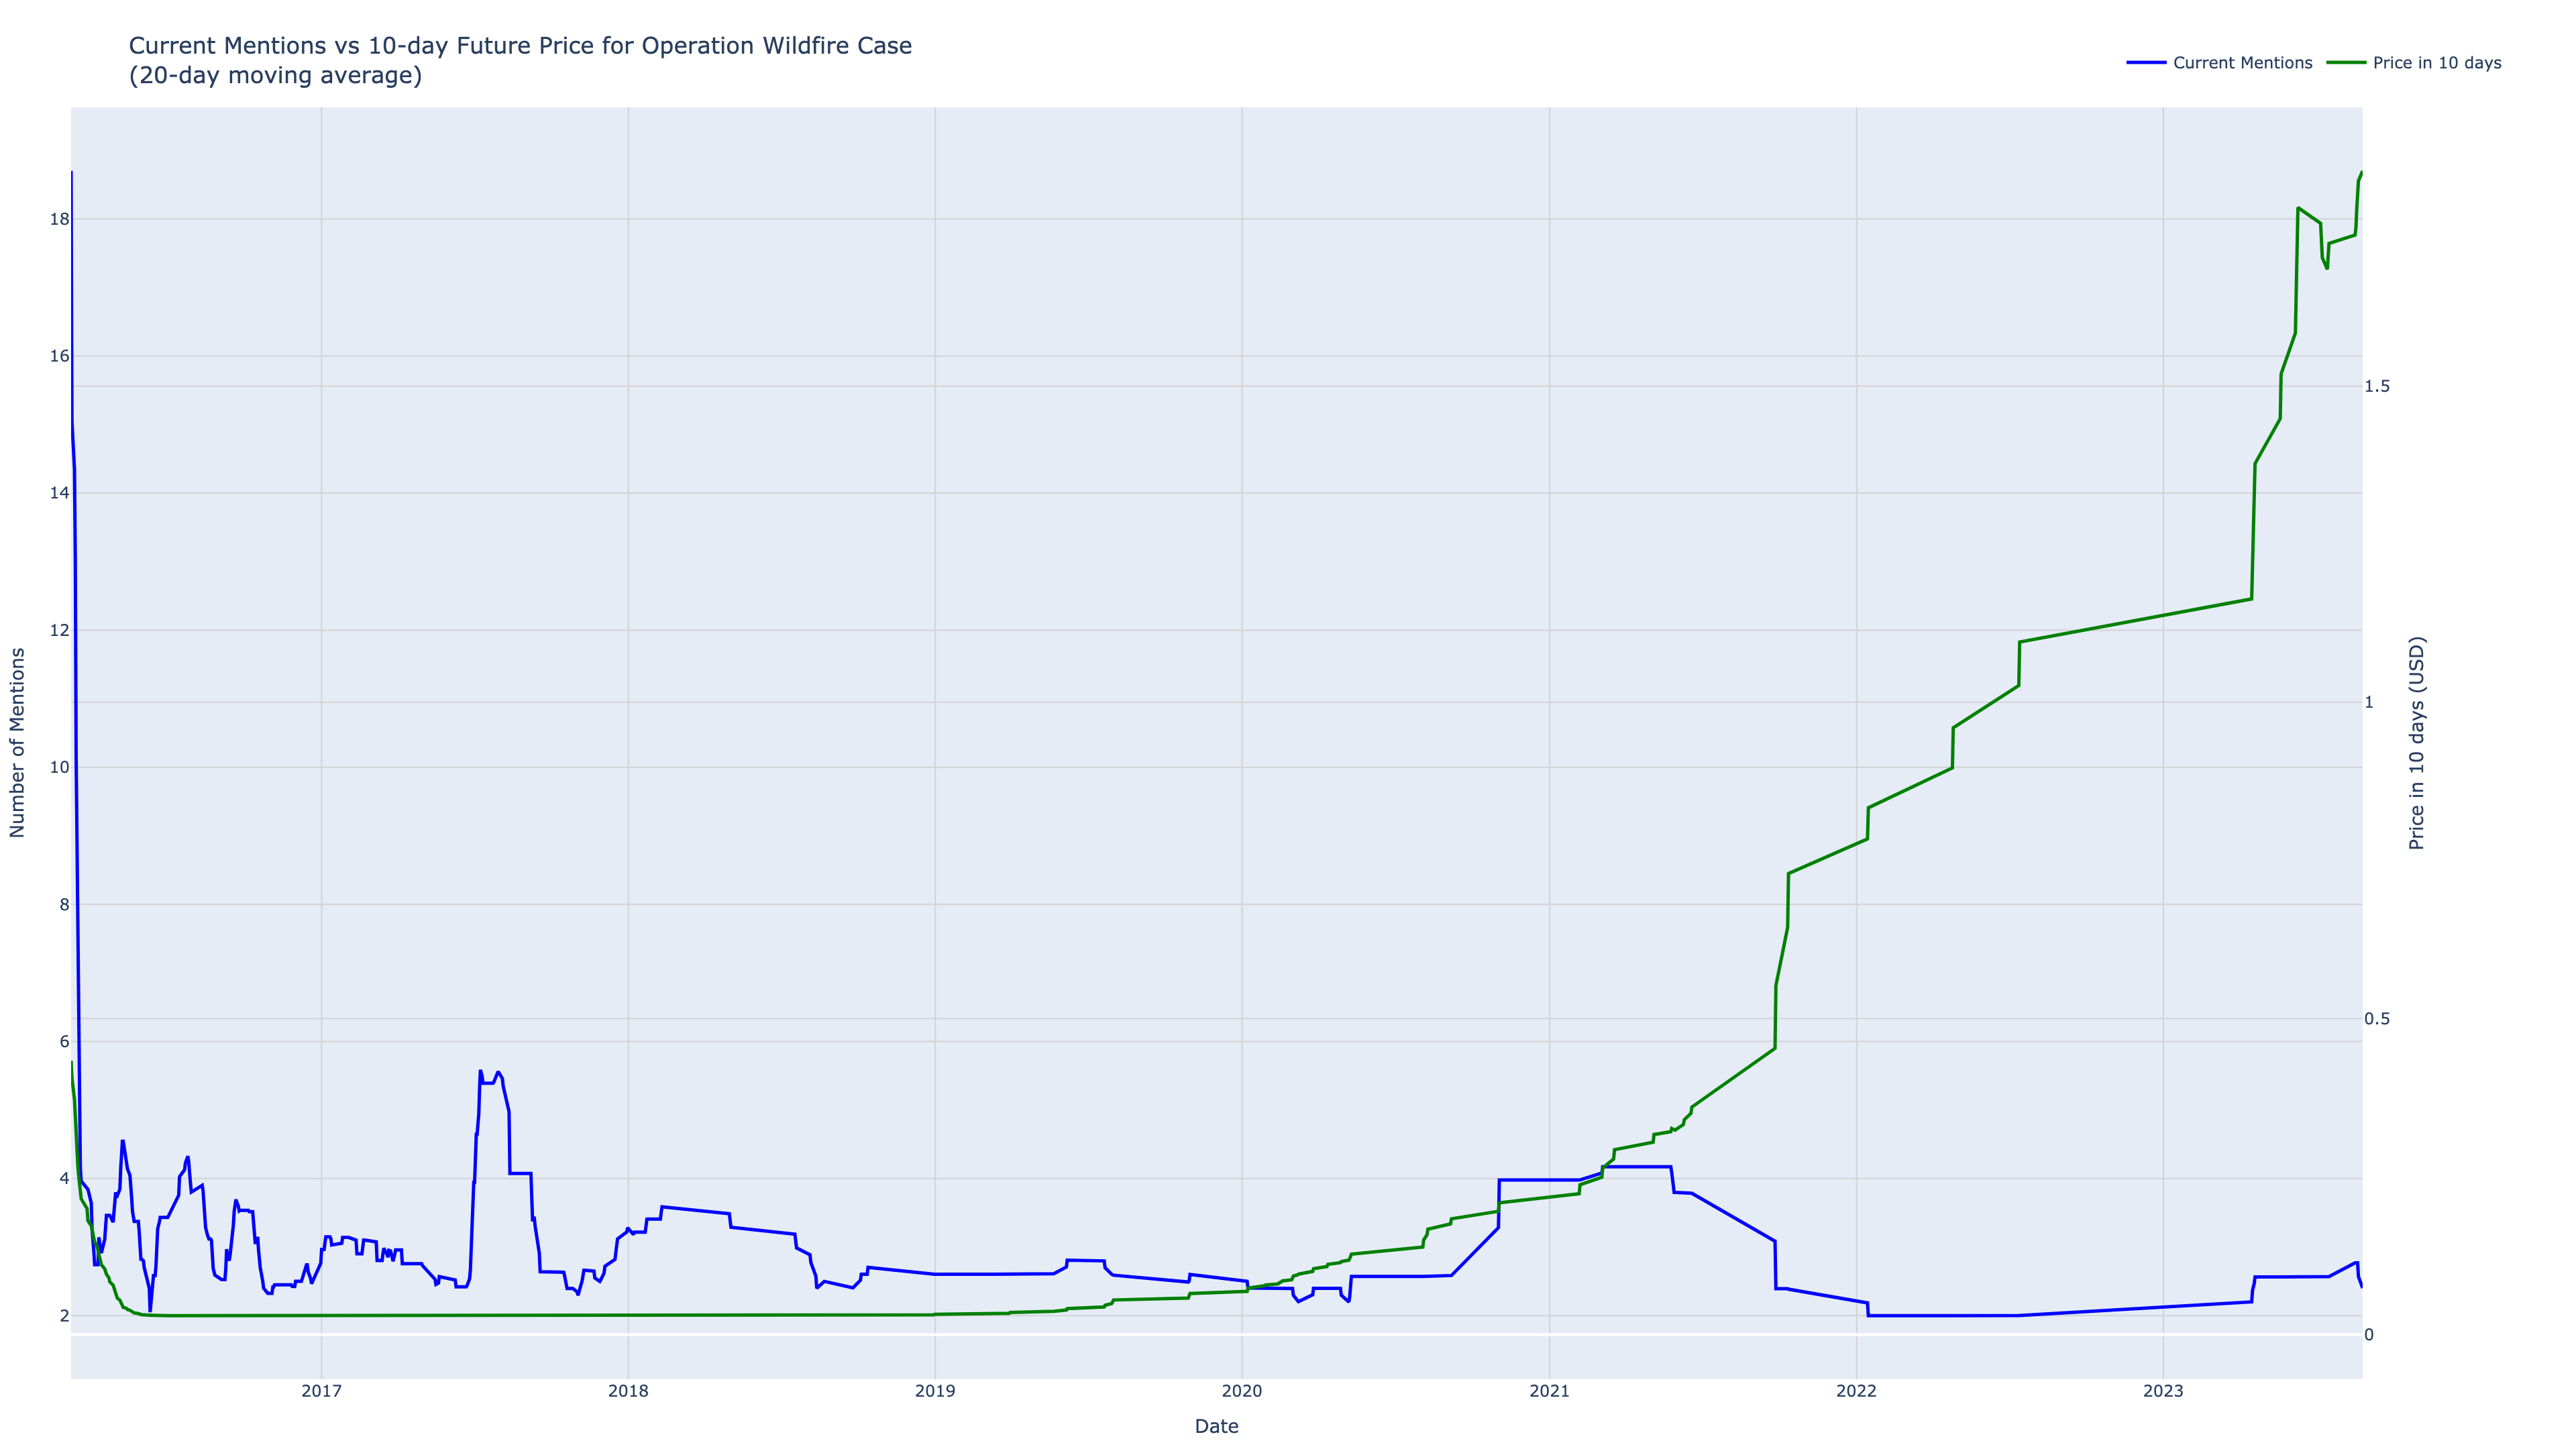 Current Mentions vs 10-day Future Price for Operation Wildfire Case
(20-day moving average)
Current Mentions
Price in 10 days
18
16
14
12
10
8
6
4
2
Number of Mentions
1.5
1
0.5
0
Price in 10 days (USD)
2017
2018
2019
2020
2021
2022
2023
Date